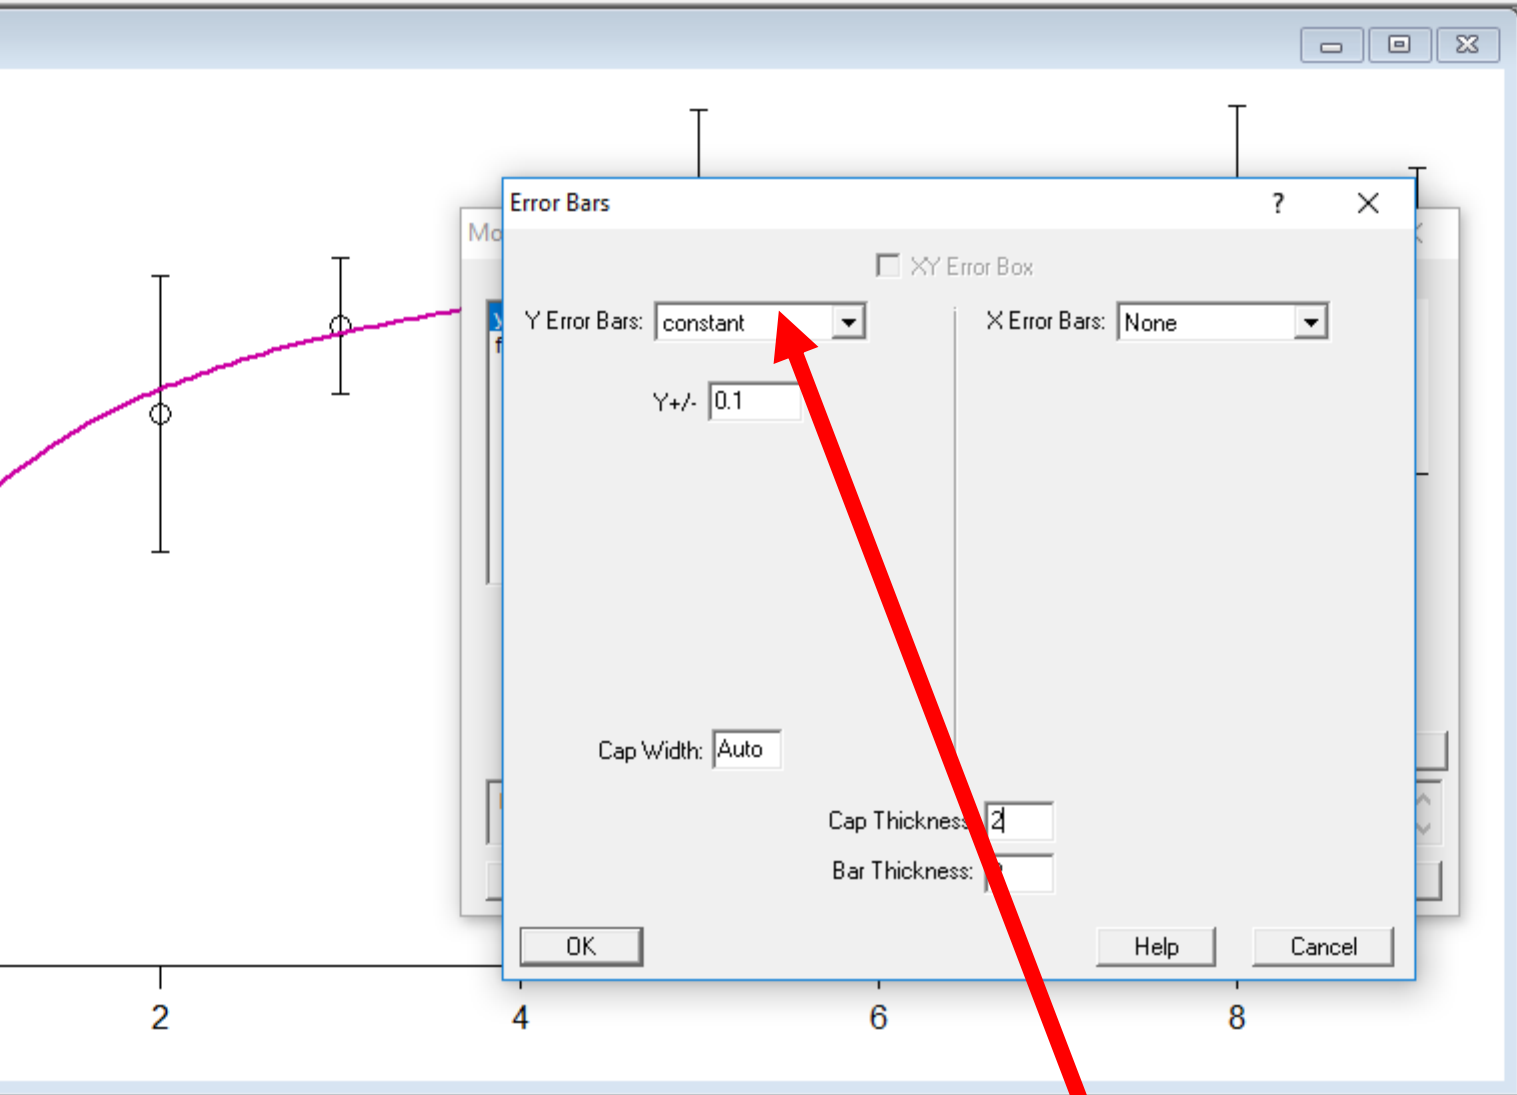 Error Bars ?
Mo
XY Error Box
Y Error Bars: constant X Error Bars: None
Y+/- 0.1
Cap Width: Auto
Cap Thickness 2
Bar Thickness:
OK Help Cancel
2 4 6 8